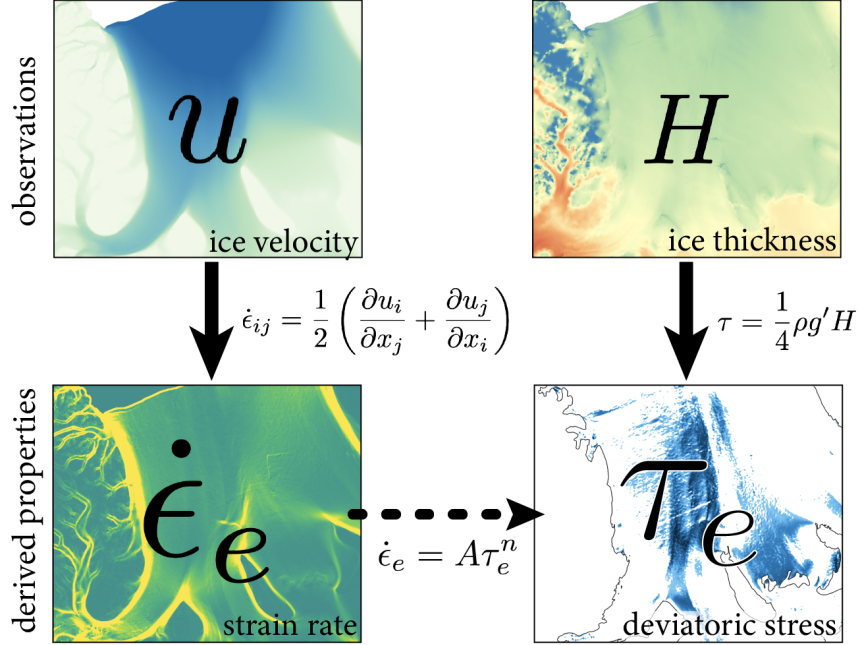 observations
u
ice velocity
H
ice thickness
ϵ̇ᵢⱼ = 1/2 (∂uᵢ/∂xⱼ + ∂uⱼ/∂xᵢ)
τ = 1/4 ρg′H
derived properties
ϵ̇ₑ
strain rate
ϵ̇ₑ = Aτₑⁿ
τₑ
deviatoric stress